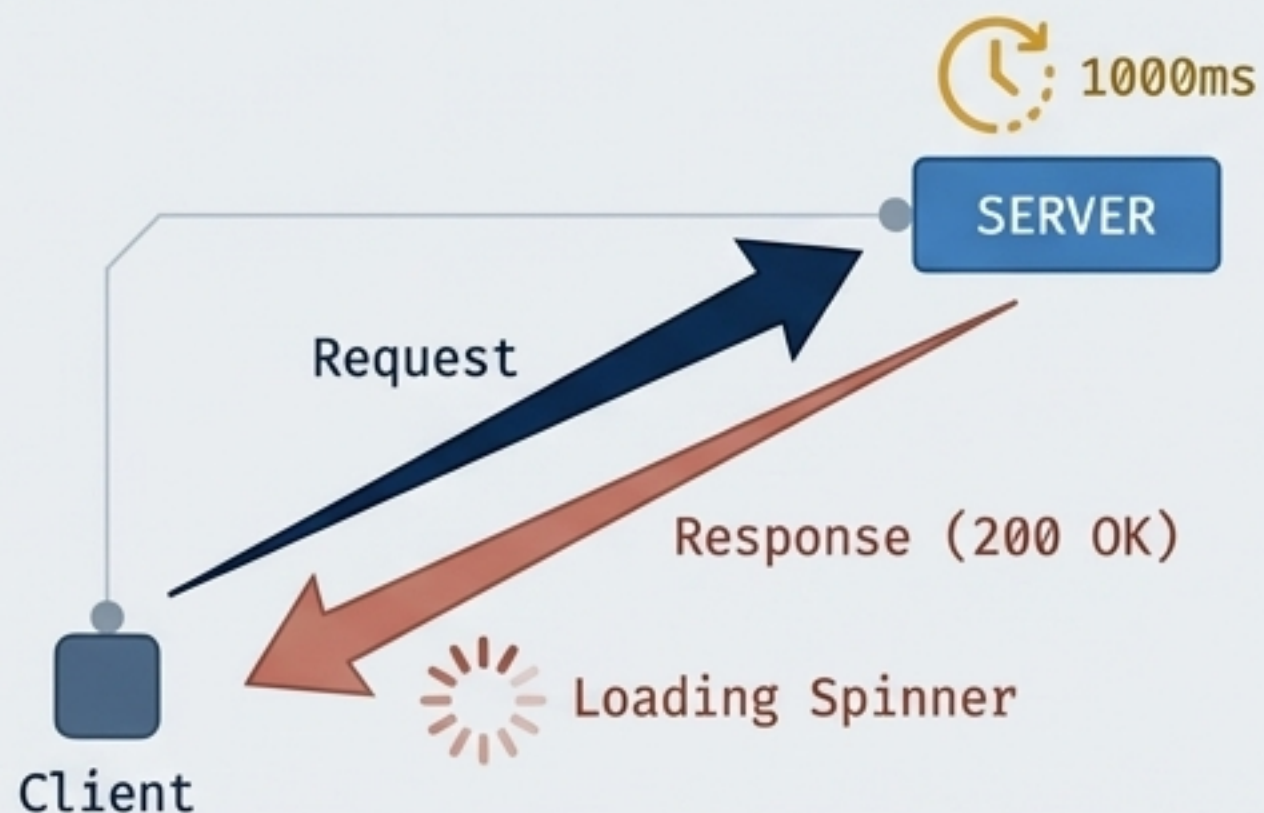 1000ms
SERVER
Request
Response (200 OK)
Loading Spinner
Client